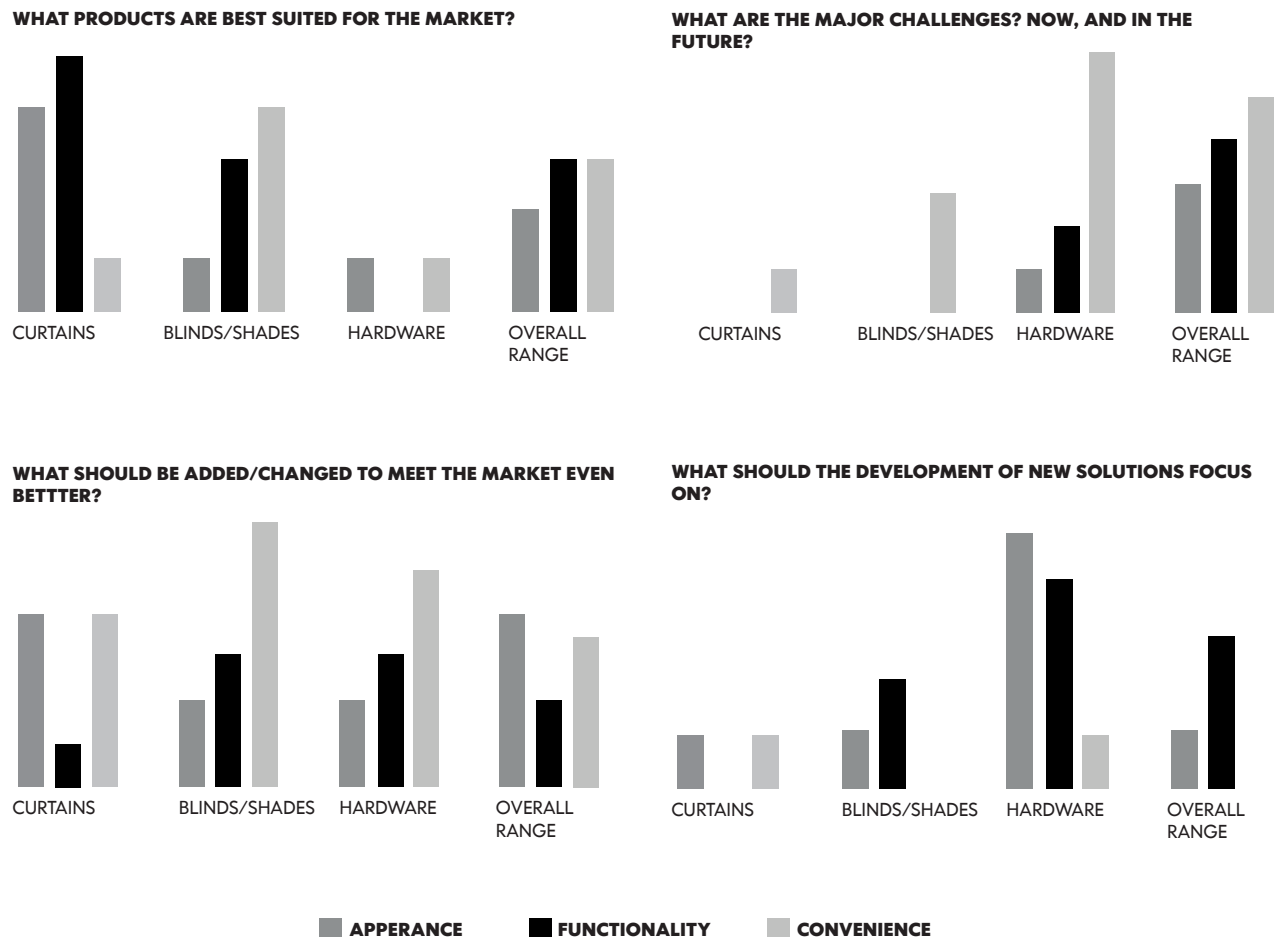 WHAT PRODUCTS ARE BEST SUITED FOR THE MARKET?
CURTAINS
BLINDS/SHADES
HARDWARE
OVERALL
RANGE
WHAT ARE THE MAJOR CHALLENGES? NOW, AND IN THE
FUTURE?
CURTAINS
BLINDS/SHADES
HARDWARE
OVERALL
RANGE
WHAT SHOULD BE ADDED/CHANGED TO MEET THE MARKET EVEN
BETTTER?
CURTAINS
BLINDS/SHADES
HARDWARE
OVERALL
RANGE
WHAT SHOULD THE DEVELOPMENT OF NEW SOLUTIONS FOCUS
ON?
CURTAINS
BLINDS/SHADES
HARDWARE
OVERALL
RANGE
APPERANCE
FUNCTIONALITY
CONVENIENCE